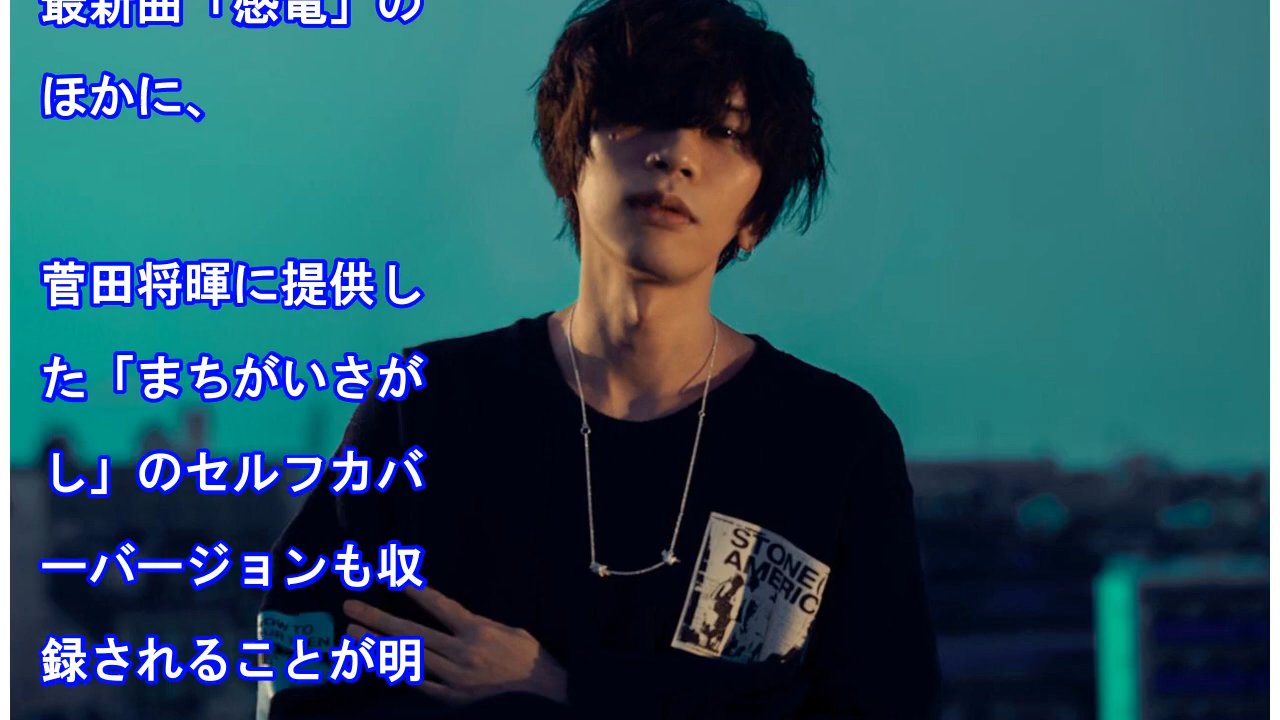 最新曲「感電」の
ほかに、
菅田将暉に提供し
た「まちがいさが
し」のセルフカバ
ーバージョンも収
録されることが明
STONE
AMERIC
OW TO